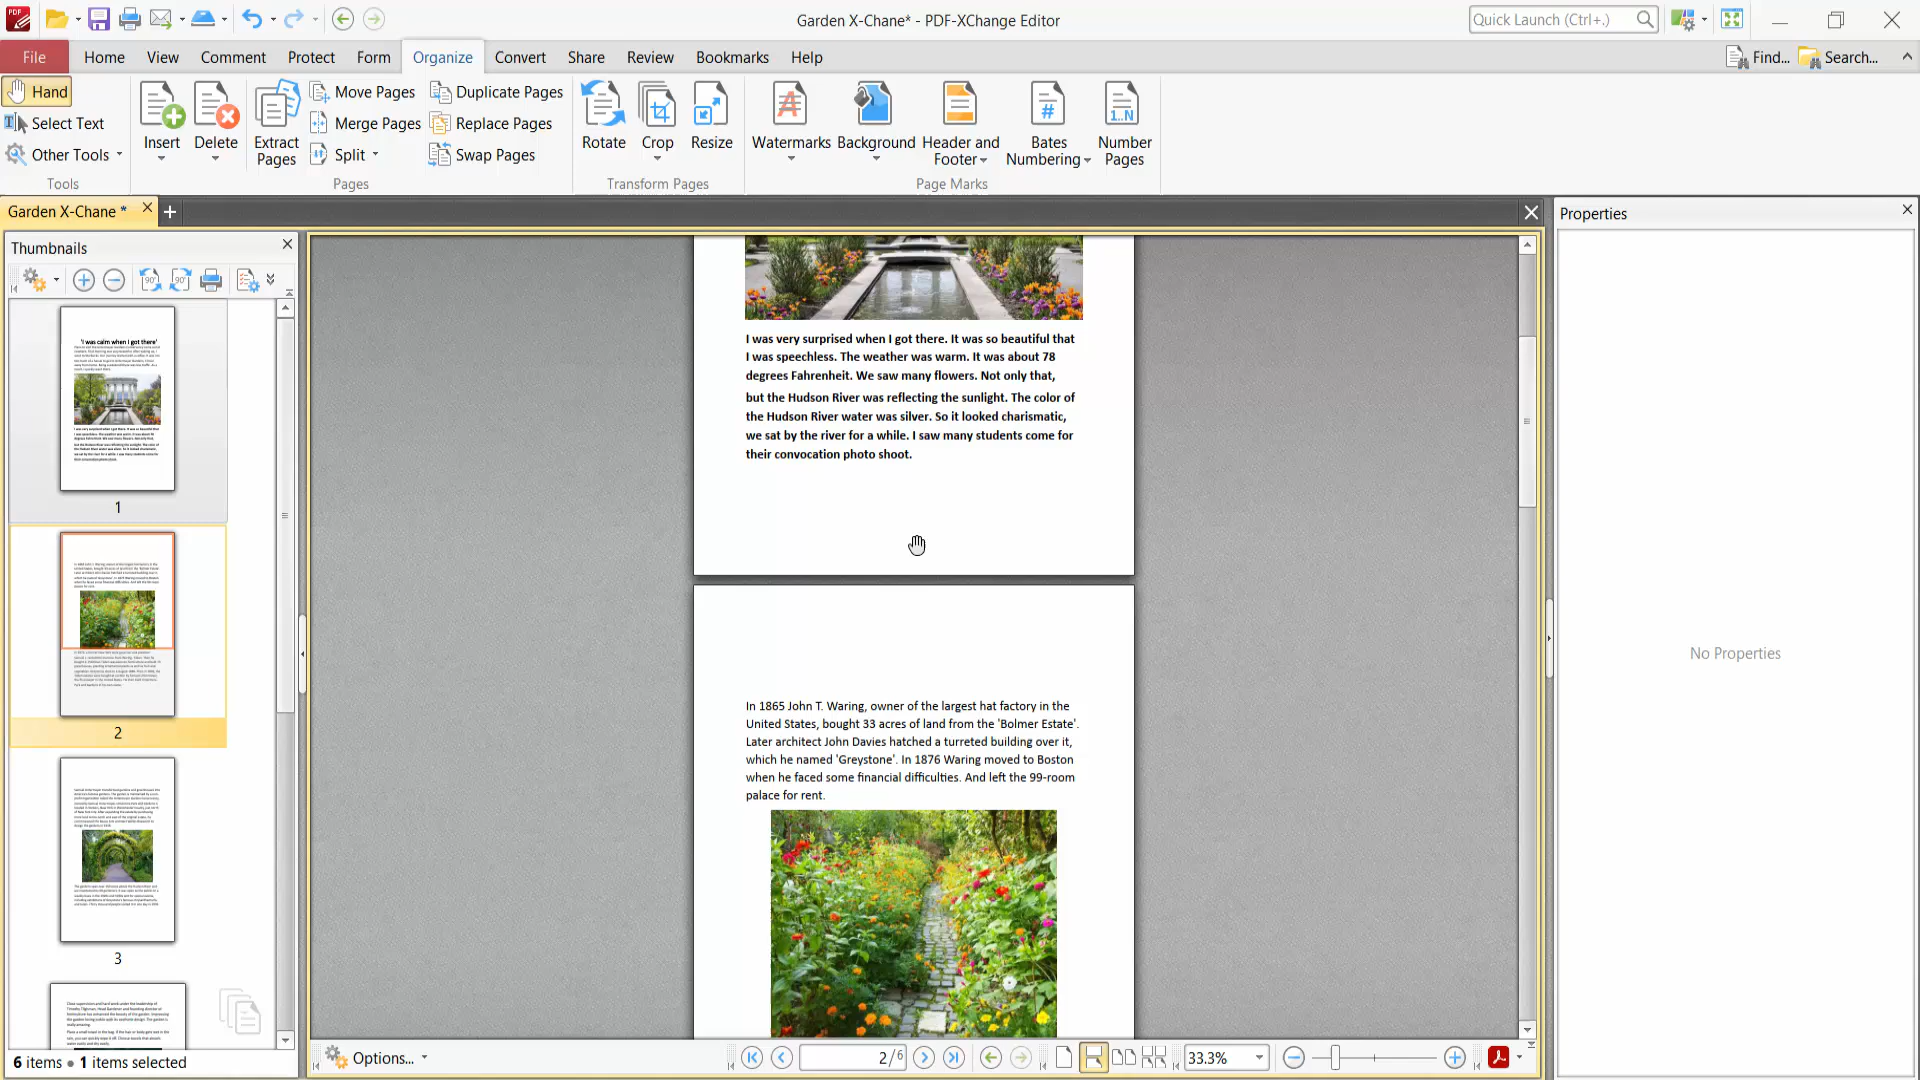 Garden X-Chane* - PDF-XChange Editor
Quick Launch (Ctrl+.)
File Home View Comment Protect Form Organize Convert Share Review Bookmarks Help
Find... Search...
Hand
Select Text
Other Tools
Tools
Insert
Delete
Extract Pages
Move Pages
Merge Pages
Split
Duplicate Pages
Replace Pages
Swap Pages
Pages
Rotate
Crop
Resize
Transform Pages
Watermarks
Background
Header and Footer
Bates Numbering
Number Pages
Page Marks
Garden X-Chane *
Properties
Thumbnails
'I was calm when I got there'
1
2
3
6 items • 1 items selected
I was very surprised when I got there. It was so beautiful that
I was speechless. The weather was warm. It was about 78
degrees Fahrenheit. We saw many flowers. Not only that,
but the Hudson River was reflecting the sunlight. The color of
the Hudson River water was silver. So it looked charismatic,
we sat by the river for a while. I saw many students come for
their convocation photo shoot.
In 1865 John T. Waring, owner of the largest hat factory in the
United States, bought 33 acres of land from the 'Bolmer Estate'.
Later architect John Davies hatched a turreted building over it,
which he named 'Greystone'. In 1876 Waring moved to Boston
when he faced some financial difficulties. And left the 99-room
palace for rent.
No Properties
Options...
2 / 6
33.3%